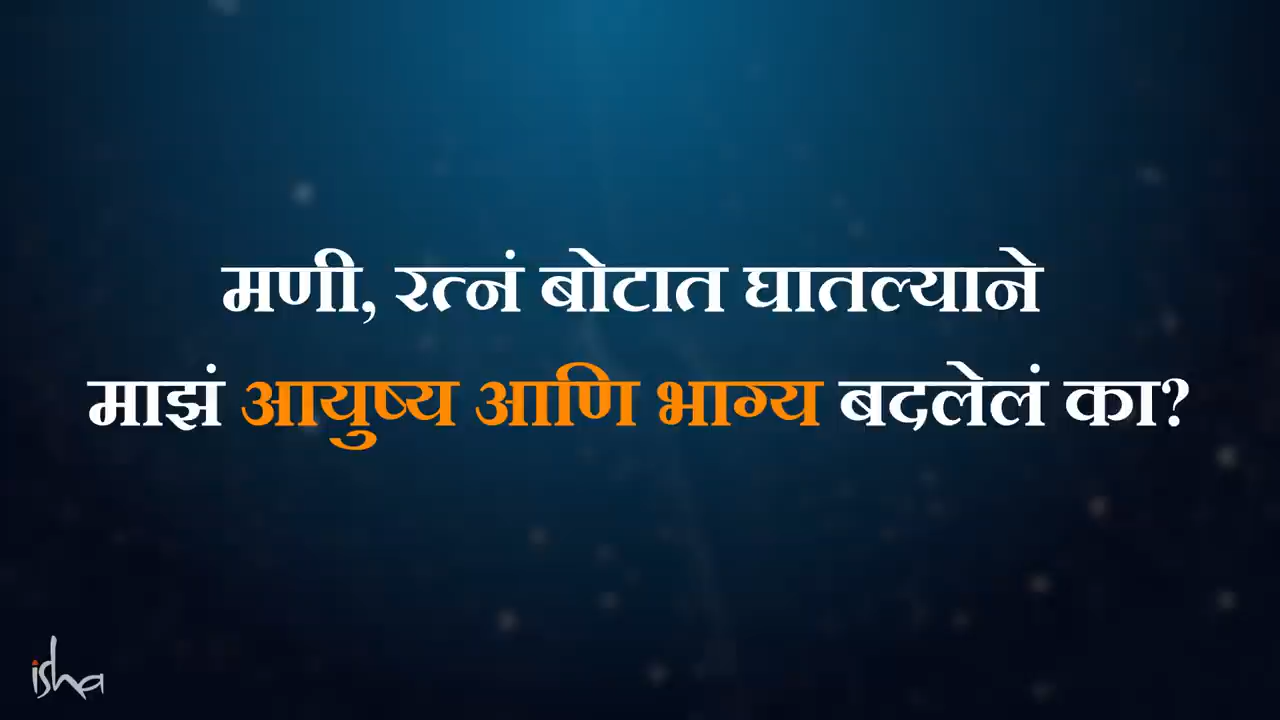 मणी, रत्नं बोटात घातल्याने
माझं आयुष्य आणि भाग्य बदलेलं का?
isha